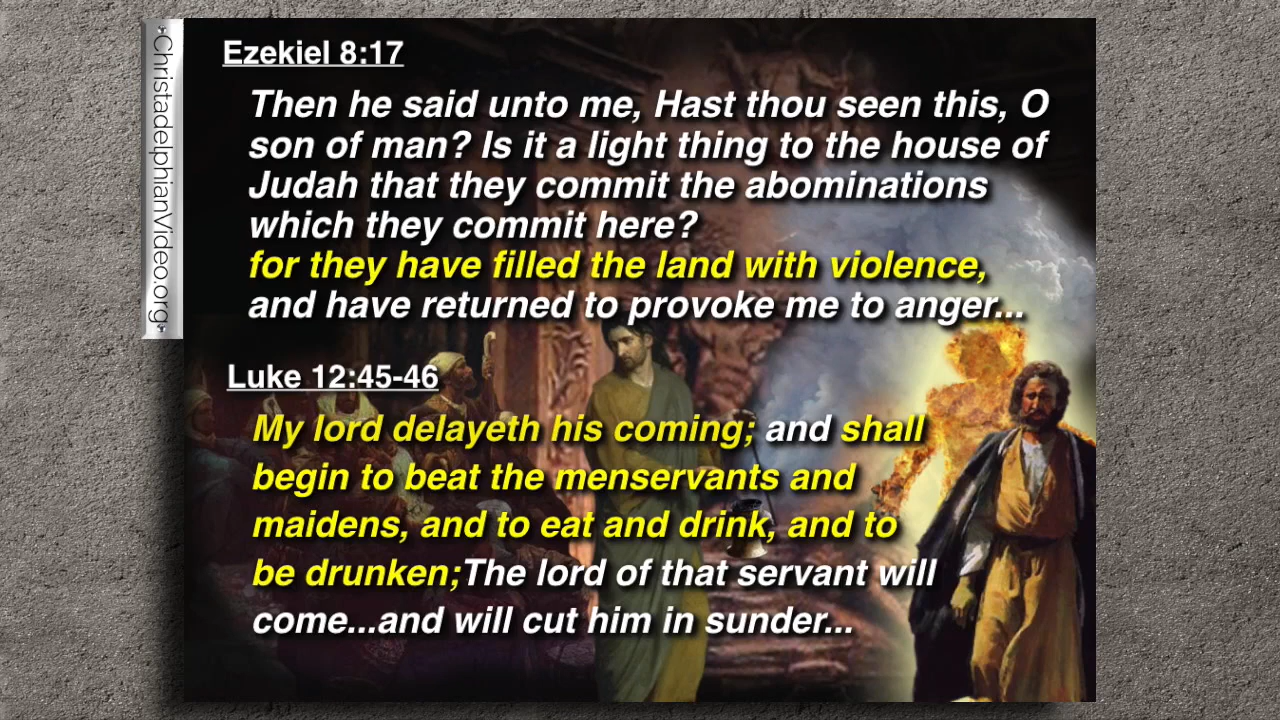 ChristadelphianVideo.org
Ezekiel 8:17
Then he said unto me, Hast thou seen this, O
son of man? Is it a light thing to the house of
Judah that they commit the abominations
which they commit here?
for they have filled the land with violence,
and have returned to provoke me to anger...
Luke 12:45-46
My lord delayeth his coming; and shall
begin to beat the menservants and
maidens, and to eat and drink, and to
be drunken;The lord of that servant will
come...and will cut him in sunder...